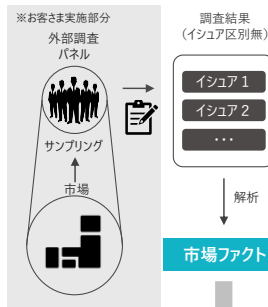 ※お客さま実施部分
外部調査
パネル
サンプリング
市場
調査結果
(イシュア区別無)
イシュア 1
イシュア 2
・・・
解析
市場ファクト